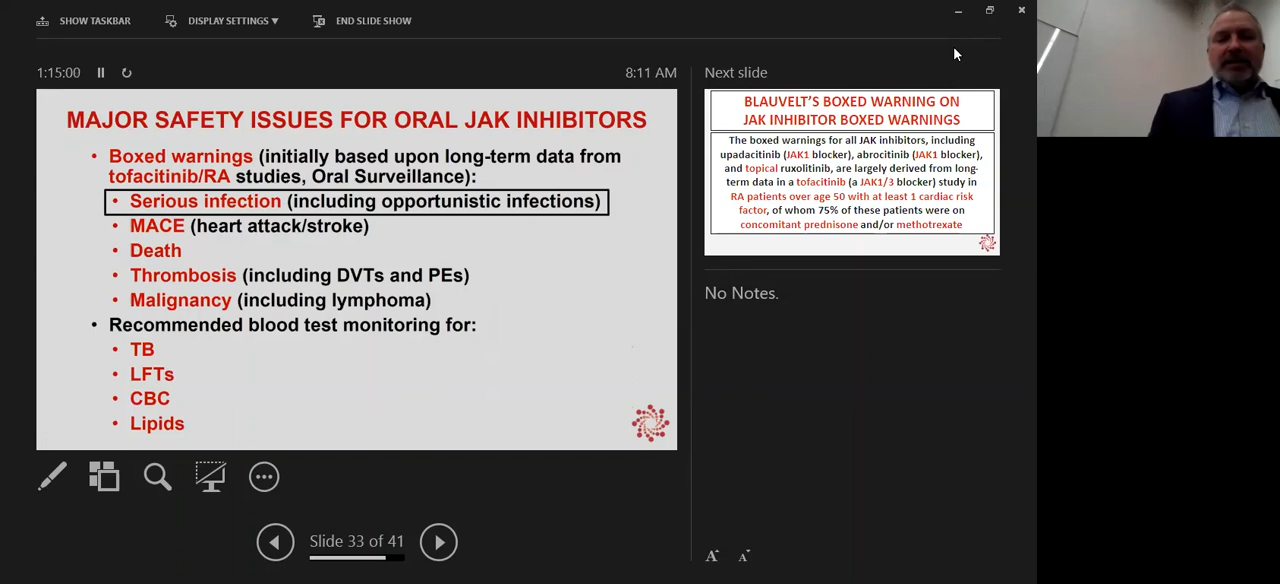 SHOW TASKBAR
DISPLAY SETTINGS ▼
END SLIDE SHOW
1:15:00
8:11 AM
MAJOR SAFETY ISSUES FOR ORAL JAK INHIBITORS
• Boxed warnings (initially based upon long-term data from
tofacitinib/RA studies, Oral Surveillance):
• Serious infection (including opportunistic infections)
• MACE (heart attack/stroke)
• Death
• Thrombosis (including DVTs and PEs)
• Malignancy (including lymphoma)
• Recommended blood test monitoring for:
• TB
• LFTs
• CBC
• Lipids
Slide 33 of 41
Next slide
BLAUVELT'S BOXED WARNING ON
JAK INHIBITOR BOXED WARNINGS
The boxed warnings for all JAK inhibitors, including
upadacitinib (JAK1 blocker), abrocitinib (JAK1 blocker),
and topical ruxolitinib, are largely derived from long-
term data in a tofacitinib (a JAK1/3 blocker) study in
RA patients over age 50 with at least 1 cardiac risk
factor, of whom 75% of these patients were on
concomitant prednisone and/or methotrexate
No Notes.
A A